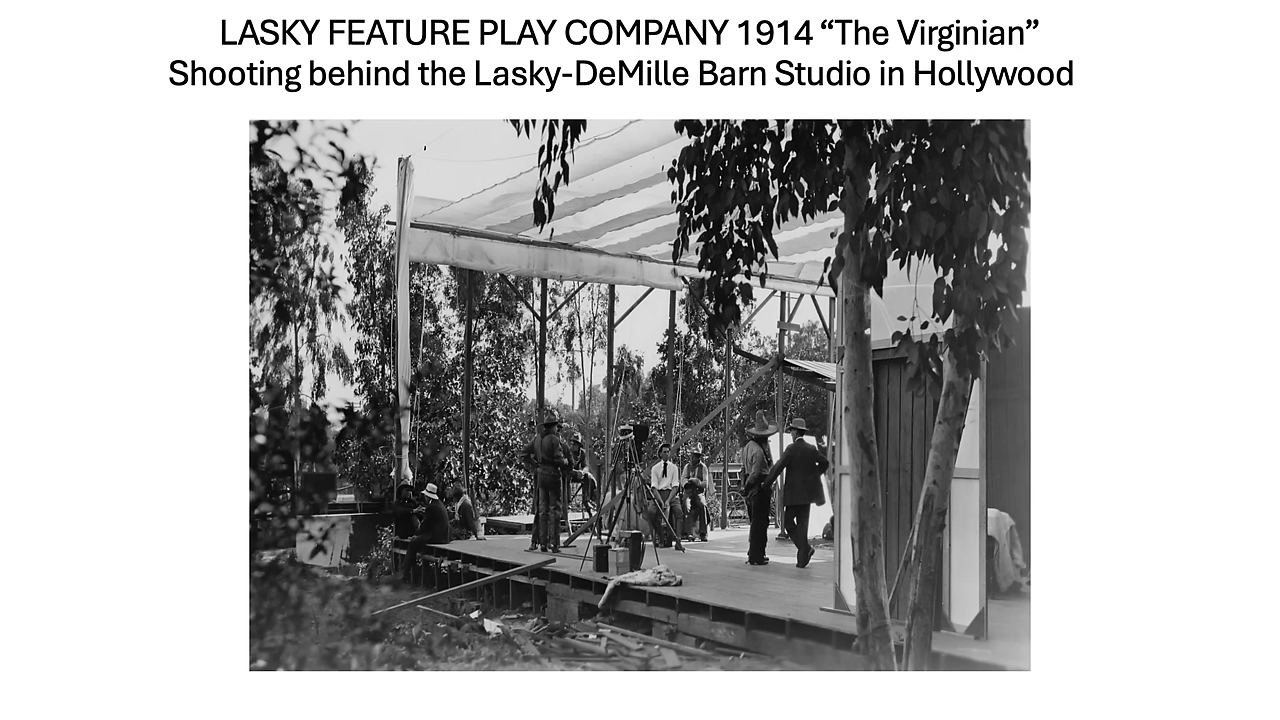 LASKY FEATURE PLAY COMPANY 1914 “The Virginian”
Shooting behind the Lasky-DeMille Barn Studio in Hollywood